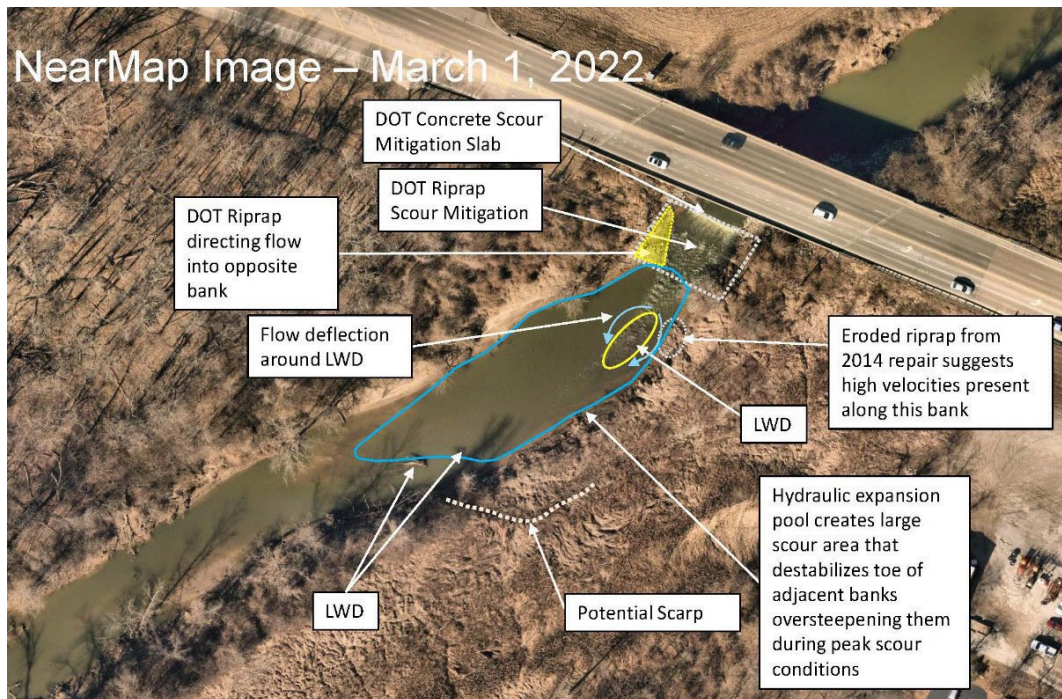 NearMap Image – March 1, 2022
DOT Concrete Scour
Mitigation Slab
DOT Riprap
Scour Mitigation
DOT Riprap
directing flow
into opposite
bank
Flow deflection
around LWD
Eroded riprap from
2014 repair suggests
high velocities present
along this bank
LWD
Hydraulic expansion
pool creates large
scour area that
destabilizes toe of
adjacent banks
oversteepening them
during peak scour
conditions
LWD
Potential Scarp